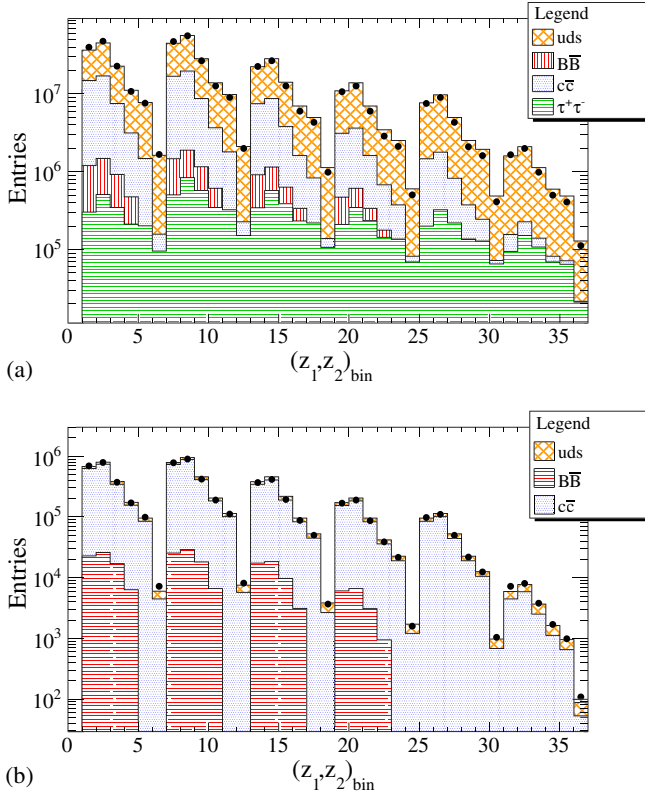 Legend
uds
BB̅
cc̅
τ⁺τ⁻
Entries
10⁷
10⁶
10⁵
0 5 10 15 20 25 30 35
(z₁,z₂)bin
(a)
Legend
uds
BB̅
cc̅
Entries
10⁶
10⁵
10⁴
10³
10²
0 5 10 15 20 25 30 35
(z₁,z₂)bin
(b)